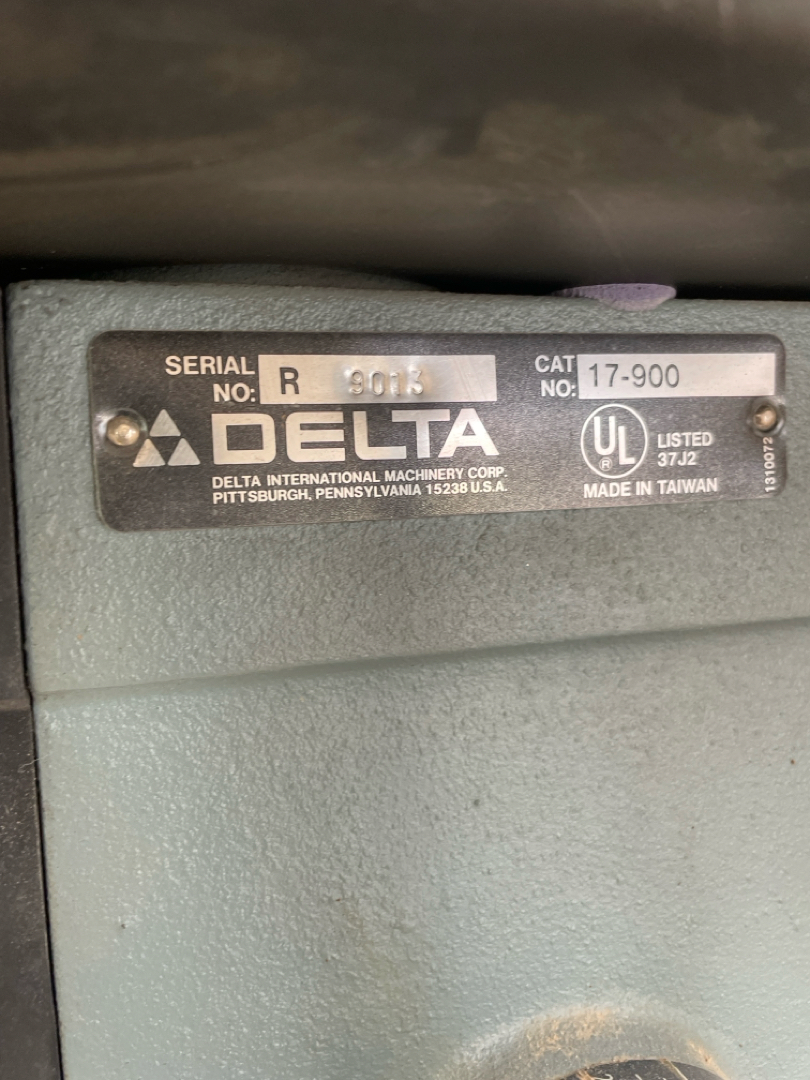 SERIAL NO: R 9013
CAT NO: 17-900
DELTA
DELTA INTERNATIONAL MACHINERY CORP.
PITTSBURGH, PENNSYLVANIA 15238 U.S.A.
UL ® LISTED 37J2
MADE IN TAIWAN
1310072